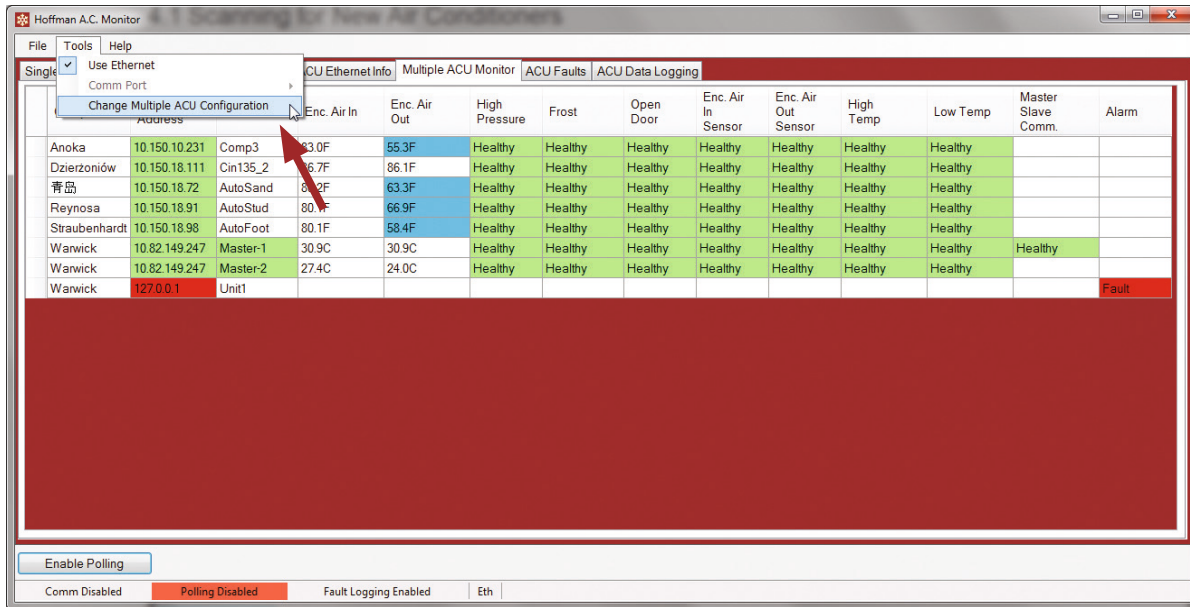 4.1 Scanning for New Air Conditioners
Hoffman A.C. Monitor
File Tools Help
Use Ethernet
Comm Port
Change Multiple ACU Configuration
ACU Ethernet Info Multiple ACU Monitor ACU Faults ACU Data Logging
Address Enc. Air In Enc. Air Out High Pressure Frost Open Door Enc. Air In Sensor Enc. Air Out Sensor High Temp Low Temp Master Slave Comm. Alarm
Anoka 10.150.10.231 Comp3 83.0F 55.3F Healthy Healthy Healthy Healthy Healthy Healthy Healthy
Dzierżoniów 10.150.18.111 Cin135_2 86.1F Healthy Healthy Healthy Healthy Healthy Healthy Healthy
青岛 10.150.18.72 AutoSand 63.3F Healthy Healthy Healthy Healthy Healthy Healthy Healthy
Reynosa 10.150.18.91 AutoStud 66.9F Healthy Healthy Healthy Healthy Healthy Healthy Healthy
Straubenhardt 10.150.18.98 AutoFoot 80.1F 58.4F Healthy Healthy Healthy Healthy Healthy Healthy Healthy
Warwick 10.82.149.247 Master-1 30.9C 30.9C Healthy Healthy Healthy Healthy Healthy Healthy Healthy Healthy
Warwick 10.82.149.247 Master-2 27.4C 24.0C Healthy Healthy Healthy Healthy Healthy Healthy Healthy
Warwick 127.0.0.1 Unit1 Fault
Enable Polling
Comm Disabled Polling Disabled Fault Logging Enabled Eth